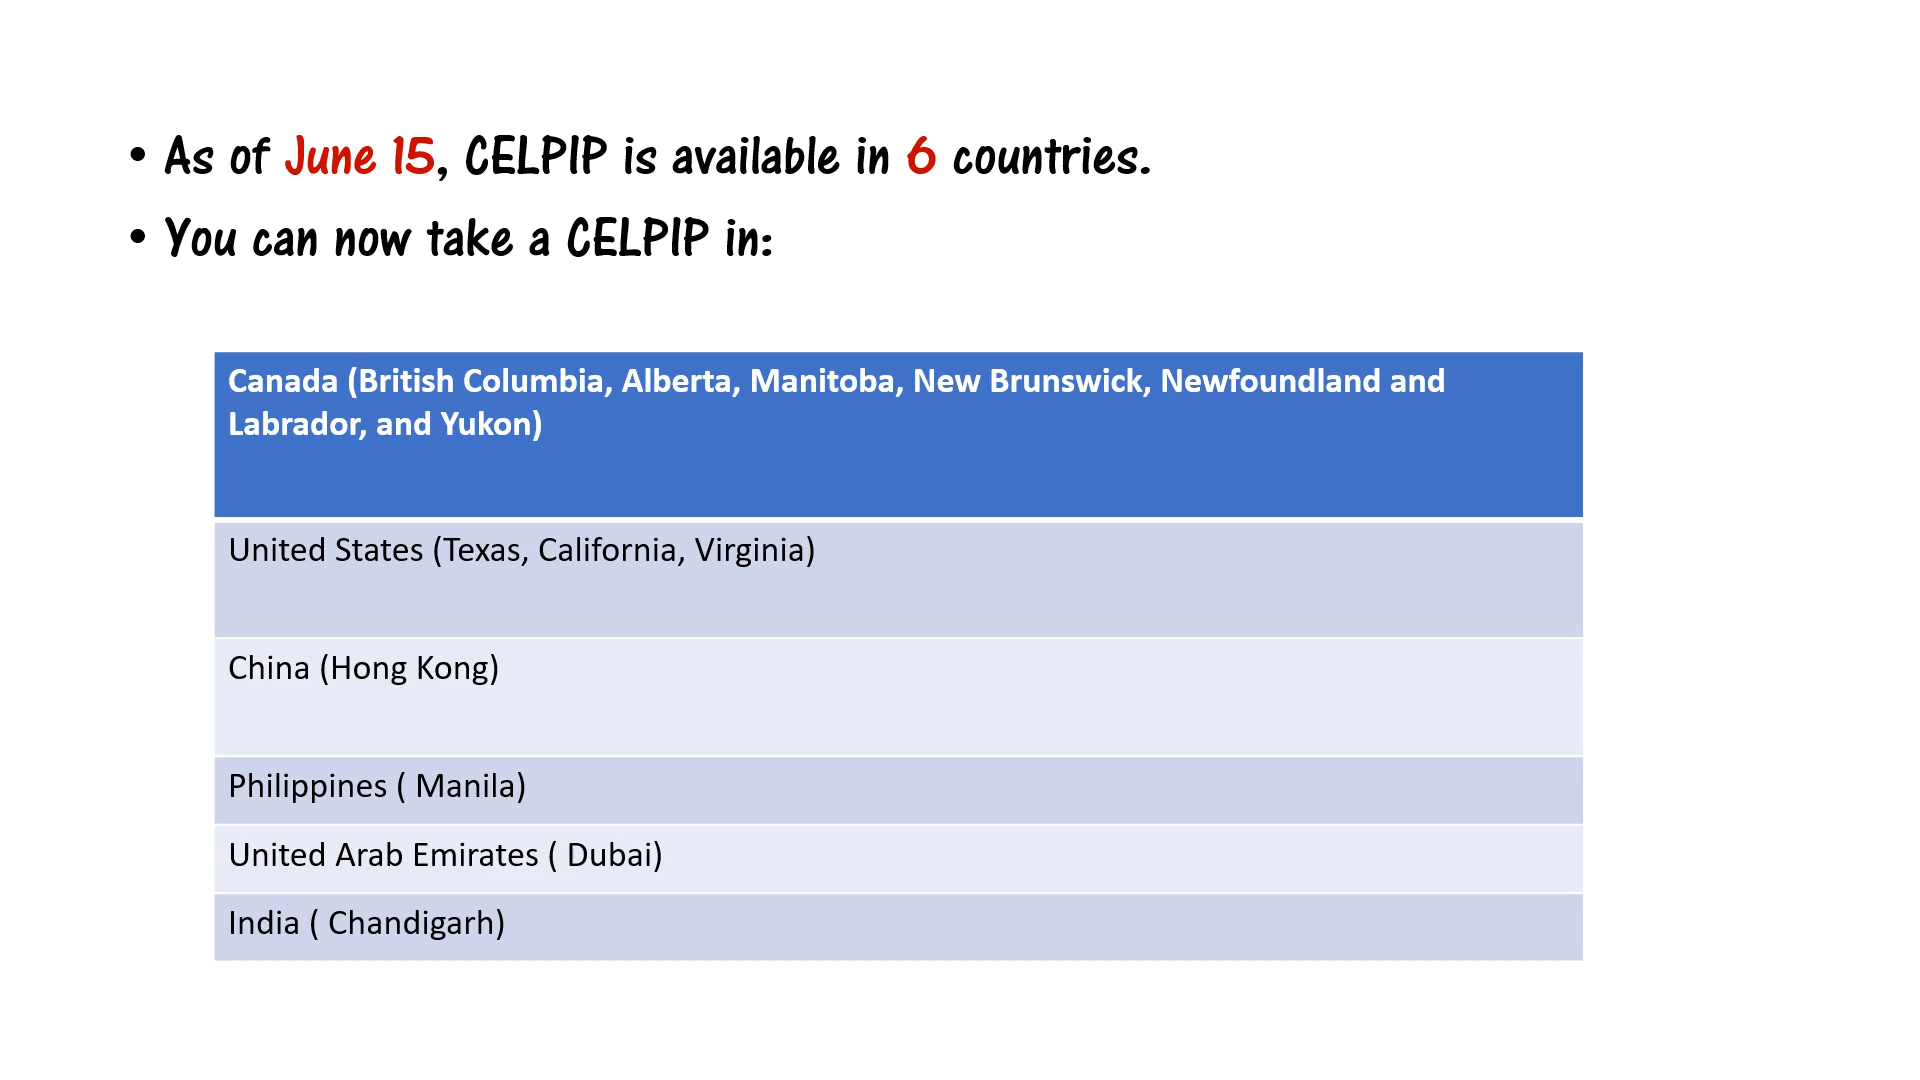 • As of June 15, CELPIP is available in 6 countries.
• You can now take a CELPIP in:
Canada (British Columbia, Alberta, Manitoba, New Brunswick, Newfoundland and
Labrador, and Yukon)
United States (Texas, California, Virginia)
China (Hong Kong)
Philippines ( Manila)
United Arab Emirates ( Dubai)
India ( Chandigarh)